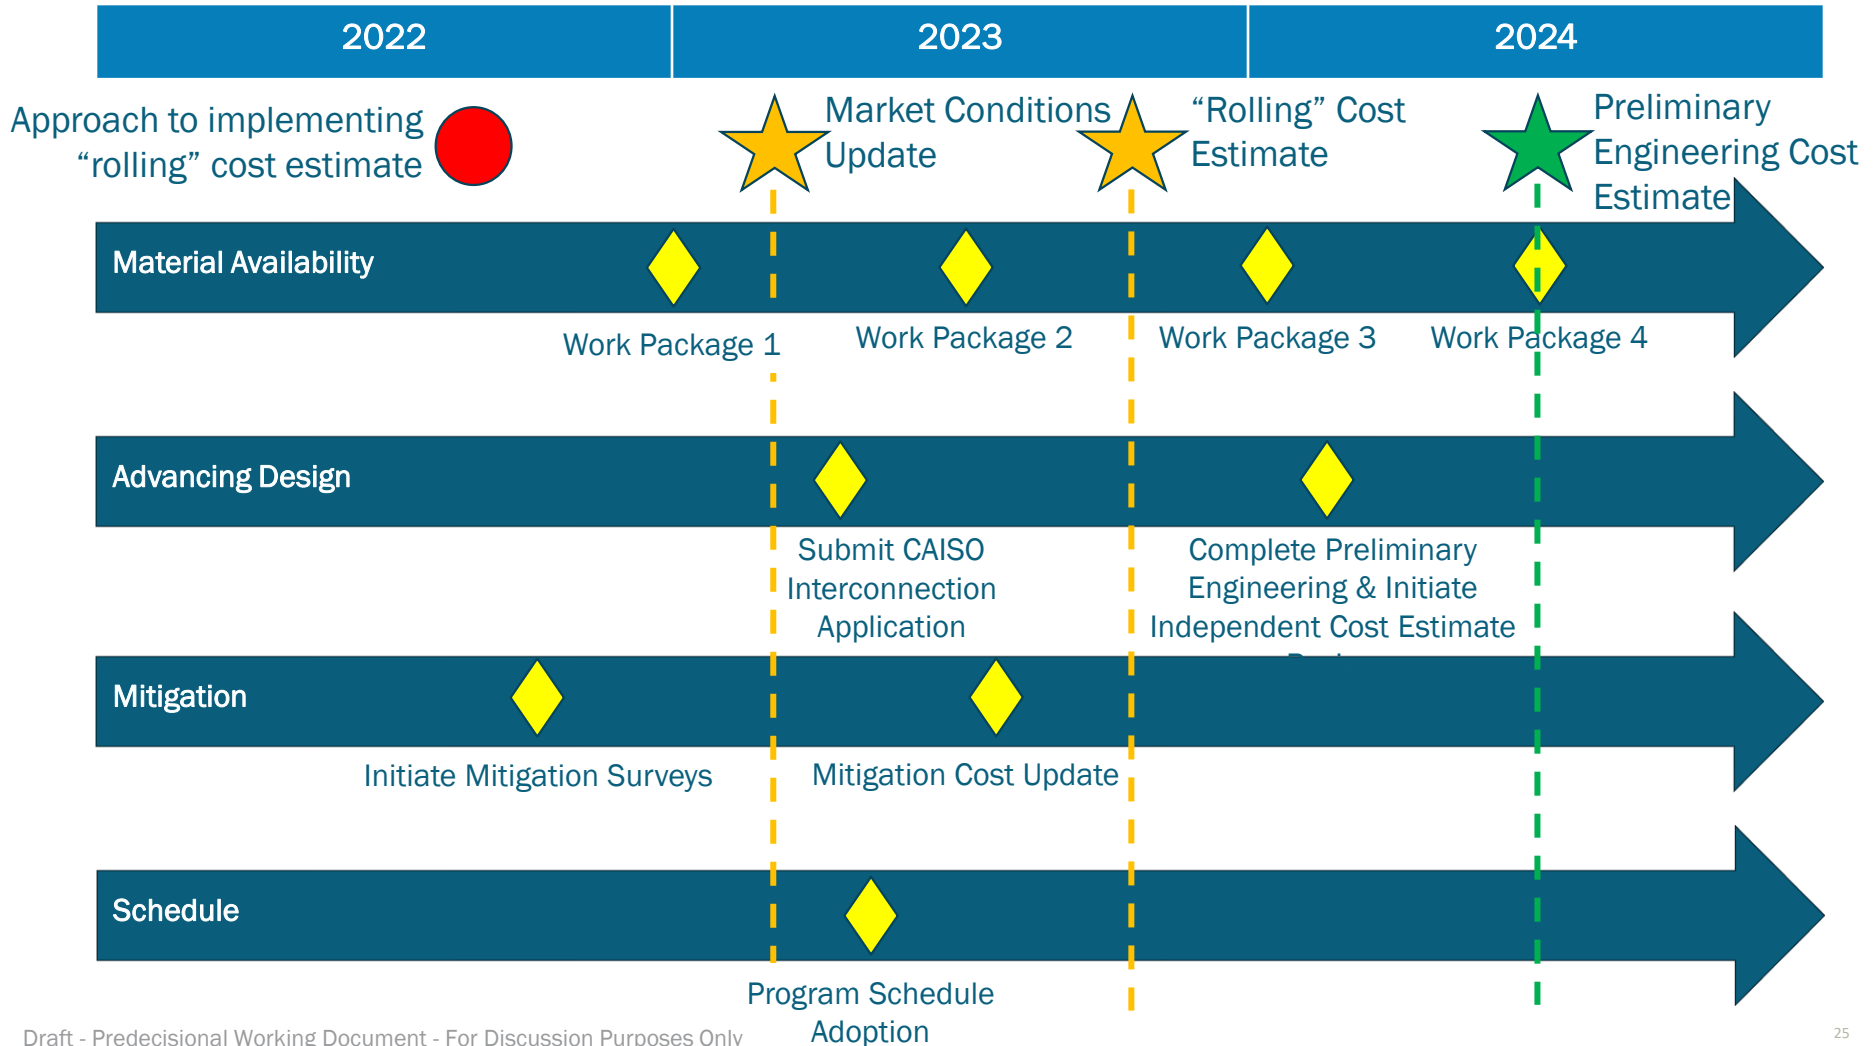 2022
2023
2024
Approach to implementing
“rolling” cost estimate
Market Conditions
Update
“Rolling” Cost
Estimate
Preliminary
Engineering Cost
Estimate
Material Availability
Work Package 1
Work Package 2
Work Package 3
Work Package 4
Advancing Design
Submit CAISO
Interconnection
Application
Complete Preliminary
Engineering & Initiate
Independent Cost Estimate
Mitigation
Initiate Mitigation Surveys
Mitigation Cost Update
Schedule
Program Schedule
Adoption
Draft - Predecisional Working Document - For Discussion Purposes Only
25